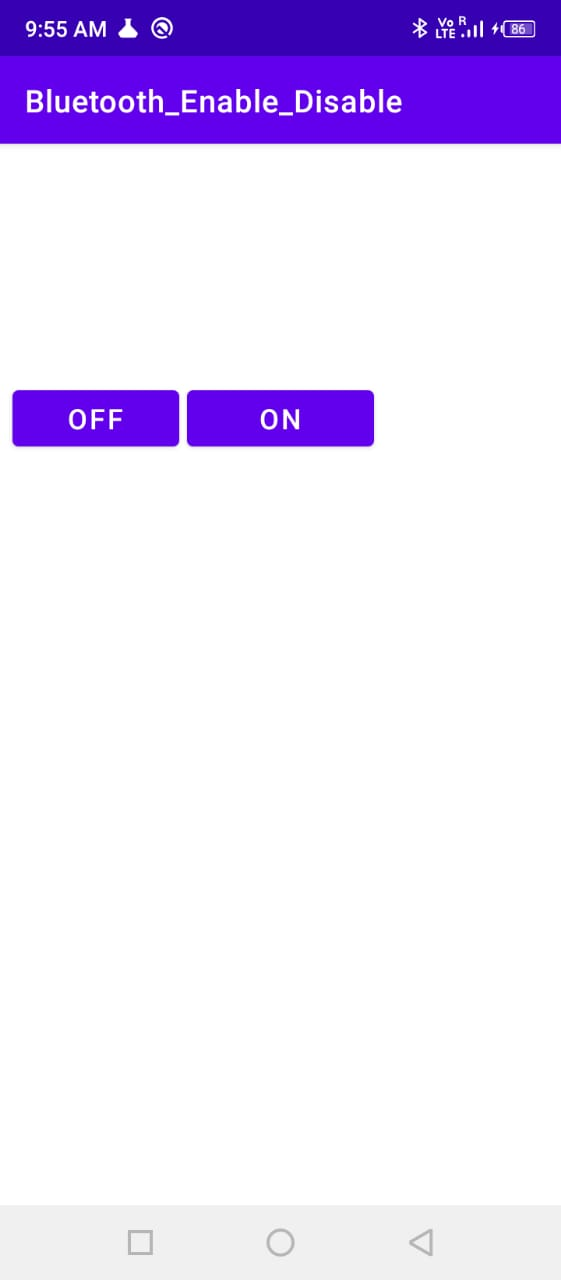 9:55 AM Vo LTE R 86
Bluetooth_Enable_Disable
OFF ON